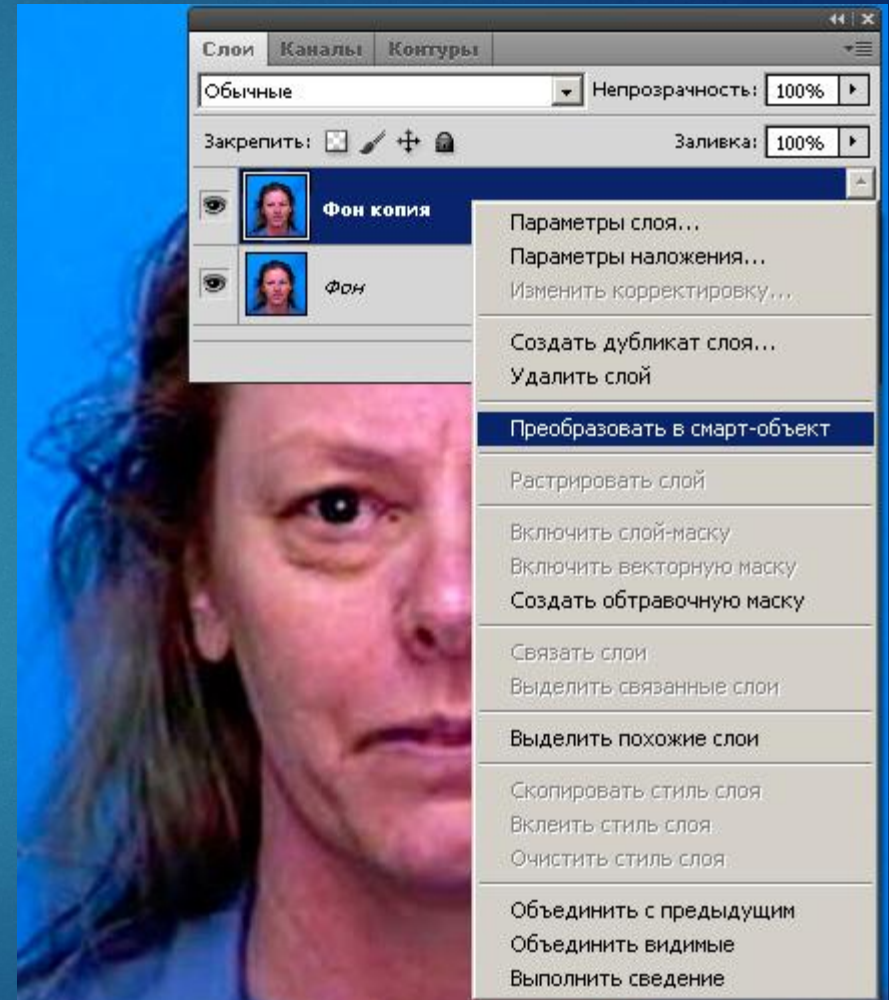 Слои Каналы Контуры
Обычные Непрозрачность: 100%
Закрепить: Заливка: 100%
Фон копия
Фон
Параметры слоя...
Параметры наложения...
Изменить корректировку...
Создать дубликат слоя...
Удалить слой
Преобразовать в смарт-объект
Растрировать слой
Включить слой-маску
Включить векторную маску
Создать обтравочную маску
Связать слои
Выделить связанные слои
Выделить похожие слои
Скопировать стиль слоя
Вклеить стиль слоя
Очистить стиль слоя
Объединить с предыдущим
Объединить видимые
Выполнить сведение